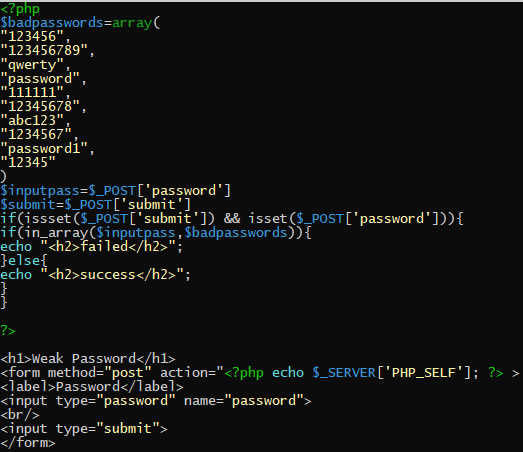 <?php
$badpasswords=array(
"123456",
"123456789",
"qwerty",
"password",
"111111",
"12345678",
"abc123",
"1234567",
"password1",
"12345"
)
$inputpass=$_POST['password']
$submit=$_POST['submit']
if(issset($_POST['submit']) && isset($_POST['password'])){
if(in_array($inputpass,$badpasswords)){
echo "<h2>failed</h2>";
}else{
echo "<h2>success</h2>";
}
}
?>
<h1>Weak Password</h1>
<form method="post" action="<?php echo $_SERVER['PHP_SELF']; ?> >
<label>Password</label>
<input type="password" name="password">
<br/>
<input type="submit">
</form>